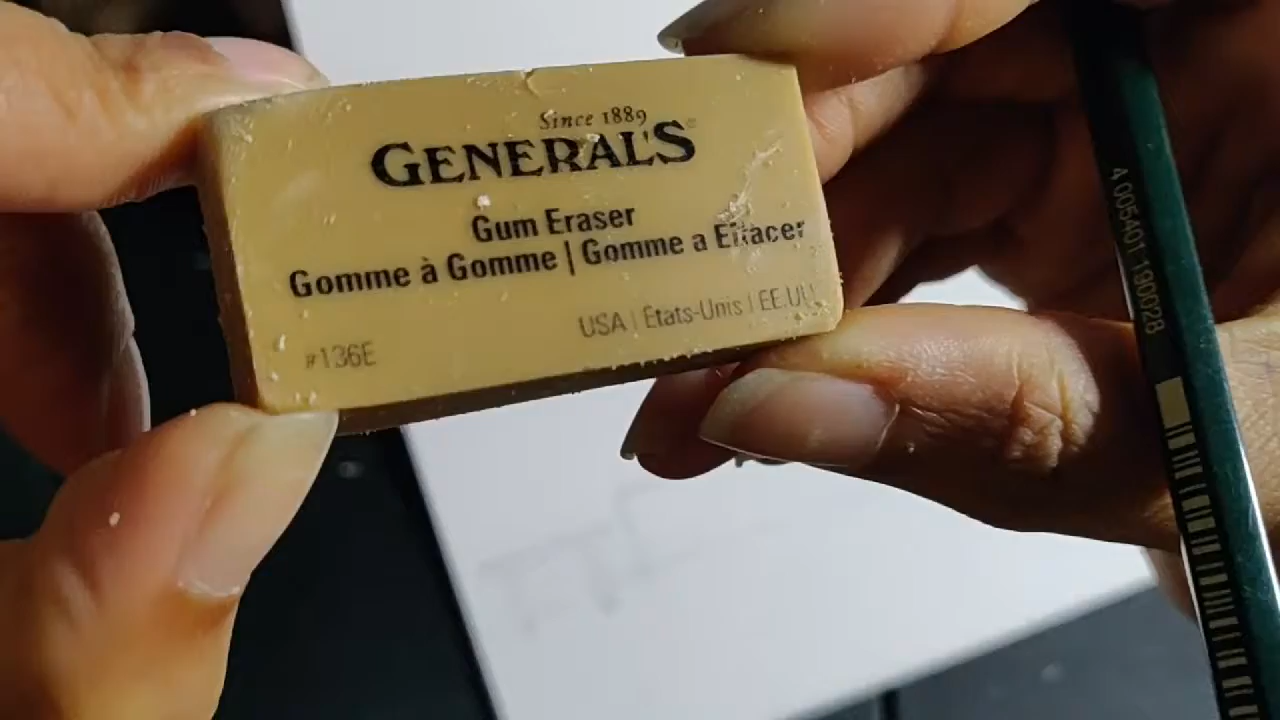 Since 1889
GENERAL'S
Gum Eraser
Gomme à Gomme | Gomme a Effacer
USA | États-Unis | EE.UU
#136E
4 005401 190028